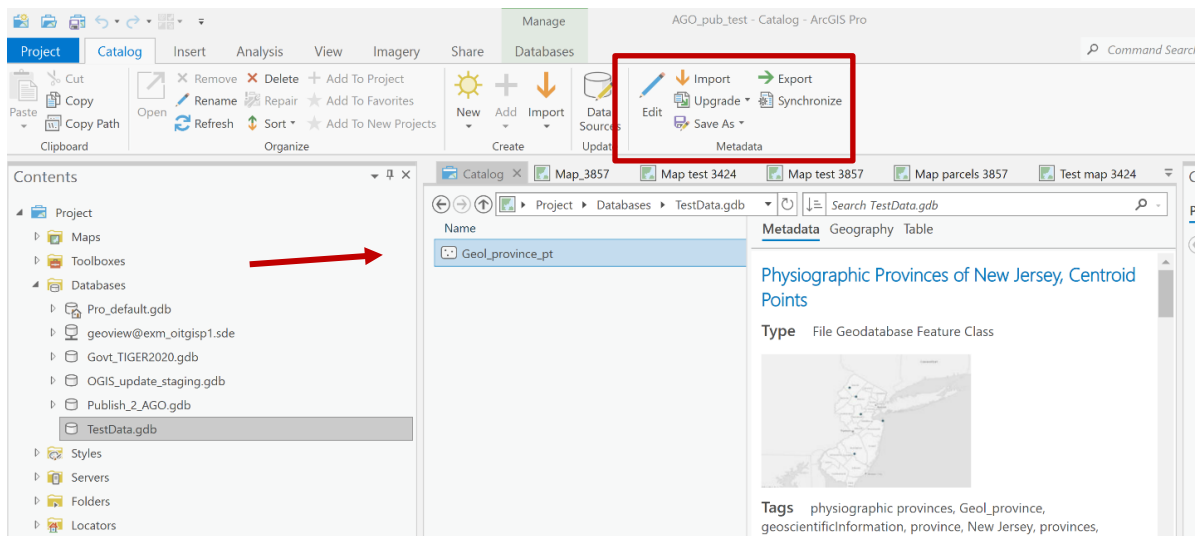 Manage
AGO_pub_test - Catalog - ArcGIS Pro
Project Catalog Insert Analysis View Imagery Share Databases
Command Searc
Paste
Cut
Copy
Copy Path
Clipboard
Open
Remove Delete Add To Project
Rename Repair Add To Favorites
Refresh Sort Add To New Projects
Organize
New Add Import
Create
Data
Sources
Updat
Edit
Import Export
Upgrade Synchronize
Save As
Metadata
Contents
Project
Maps
Toolboxes
Databases
Pro_default.gdb
geoview@exm_oitgisp1.sde
Govt_TIGER2020.gdb
OGIS_update_staging.gdb
Publish_2_AGO.gdb
TestData.gdb
Styles
Servers
Folders
Locators
Catalog Map_3857 Map test 3424 Map test 3857 Map parcels 3857 Test map 3424
Project Databases TestData.gdb
Search TestData.gdb
Name
Geol_province_pt
Metadata Geography Table
Physiographic Provinces of New Jersey, Centroid
Points
Type File Geodatabase Feature Class
Tags physiographic provinces, Geol_province,
geoscientificInformation, province, New Jersey, provinces,